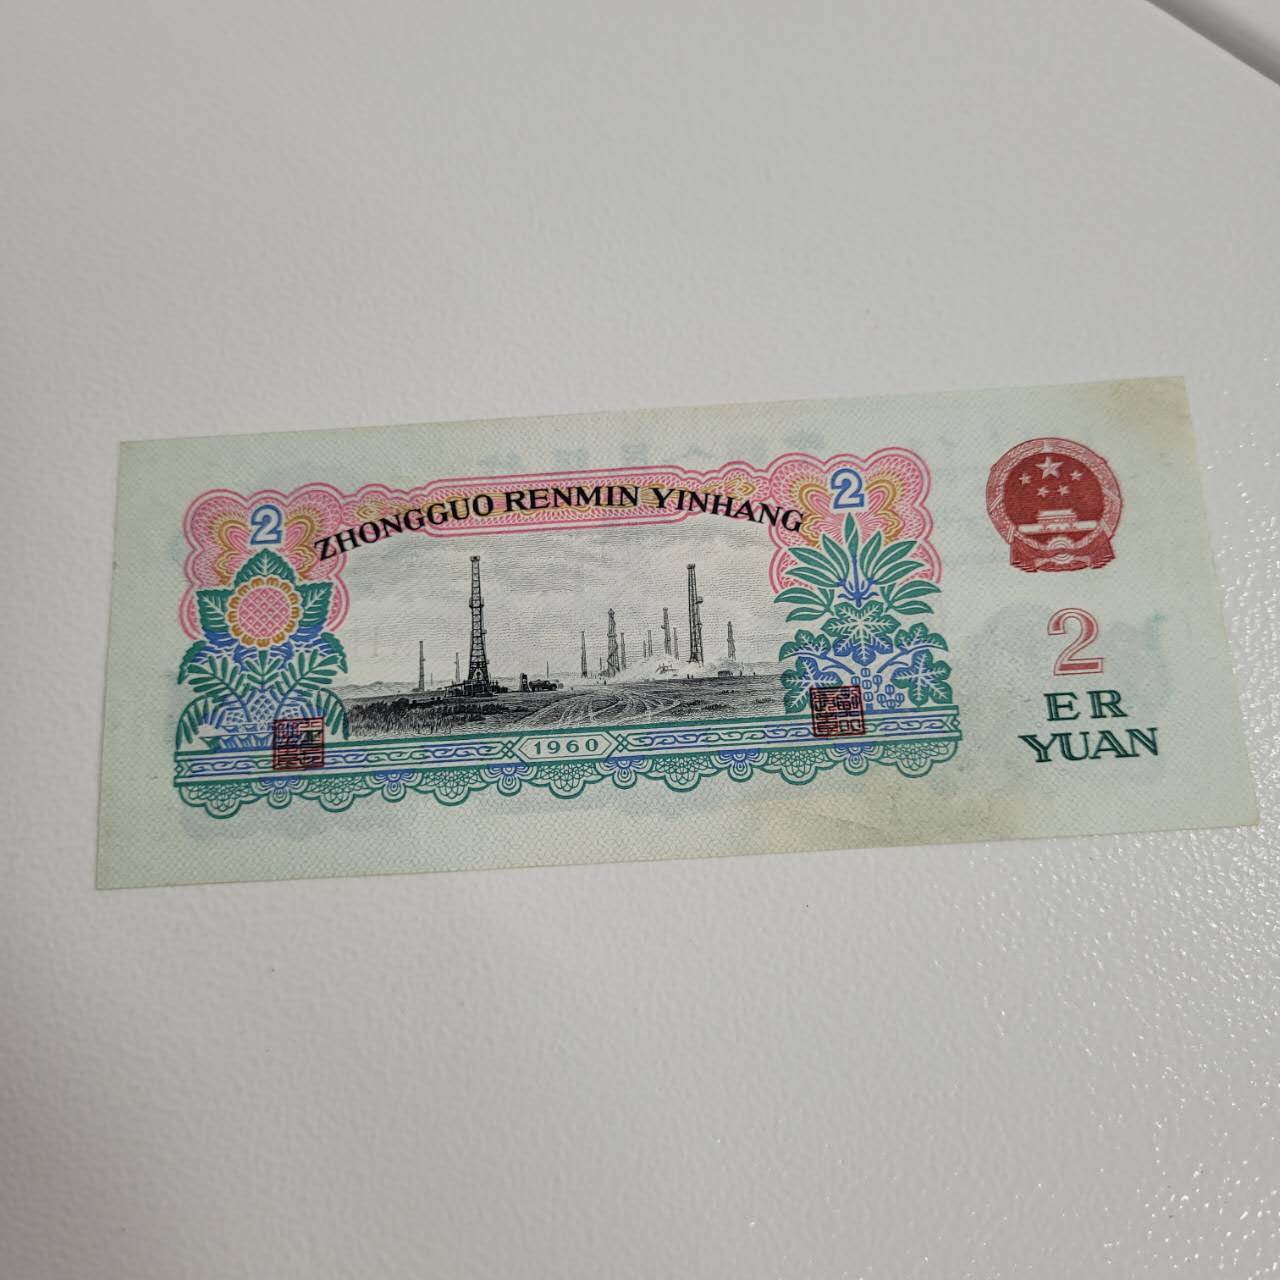 ZHONGGUO RENMIN YINHANG
2
2
1960
2
ER
YUAN